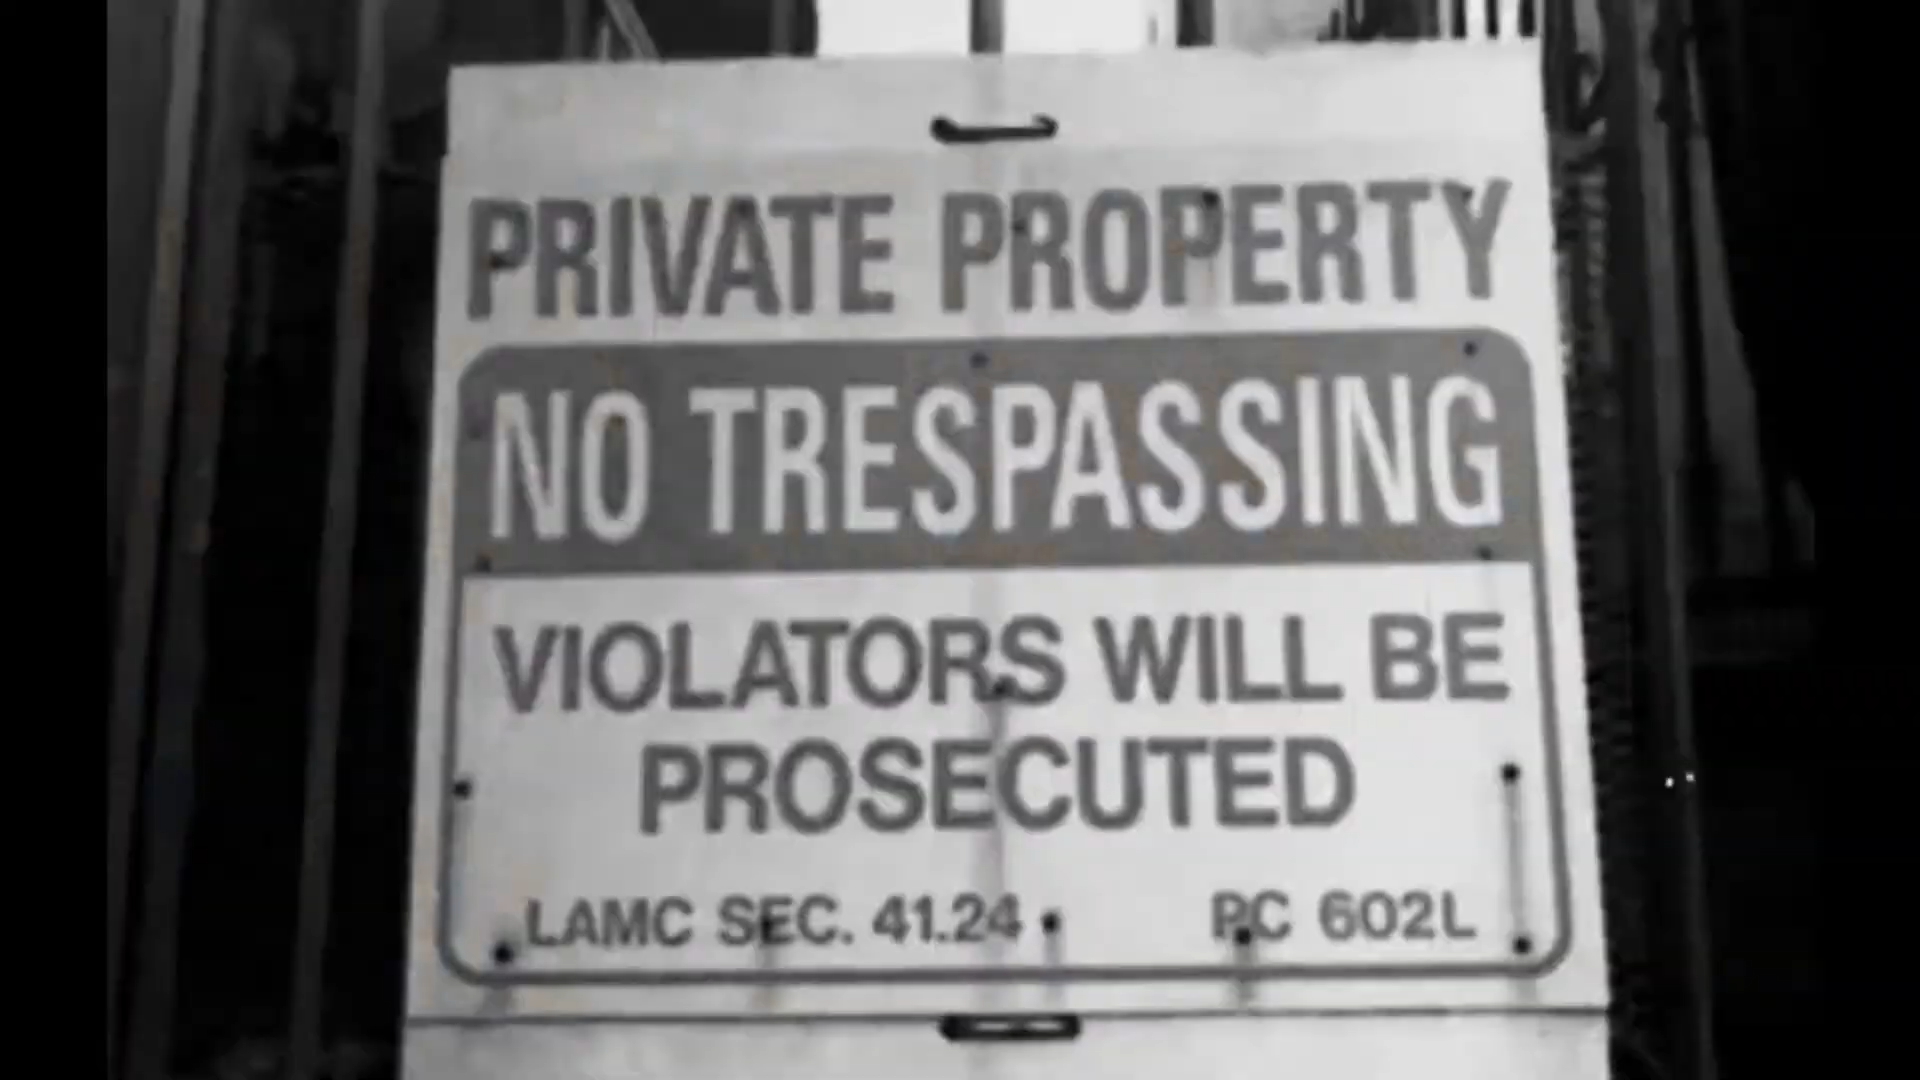 PRIVATE PROPERTY
NO TRESPASSING
VIOLATORS WILL BE
PROSECUTED
LAMC SEC. 41.24 PC 602L